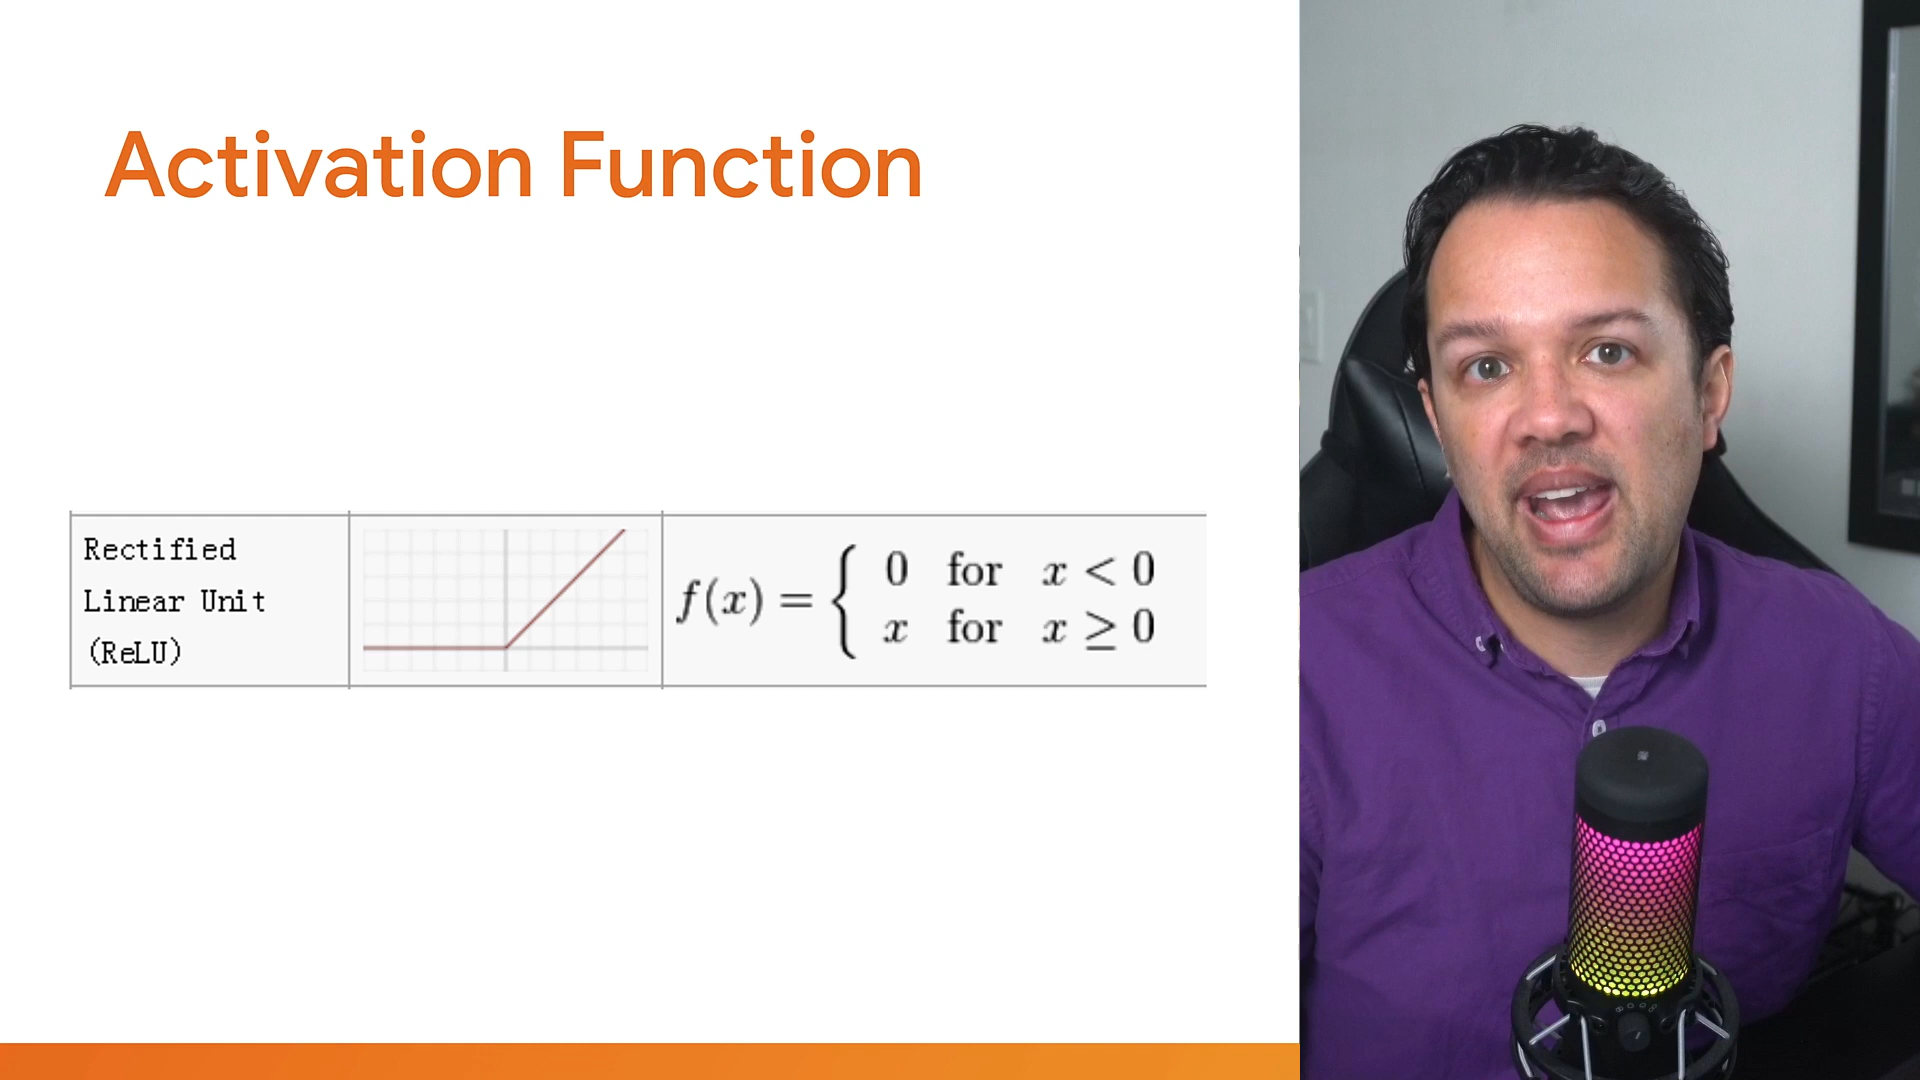 Activation Function
Rectified
Linear Unit
(ReLU)
f(x) = { 0 for x < 0
x for x ≥ 0